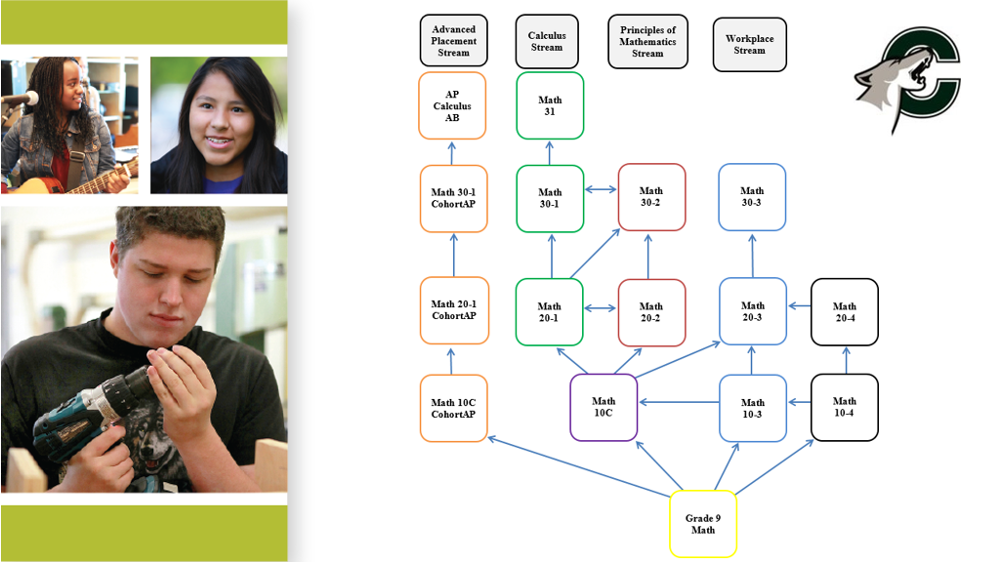 Advanced
Placement
Stream
Calculus
Stream
Principles of
Mathematics
Stream
Workplace
Stream
AP
Calculus
AB
Math
31
Math 30-1
CohortAP
Math
30-1
Math
30-2
Math
30-3
Math 20-1
CohortAP
Math
20-1
Math
20-2
Math
20-3
Math
20-4
Math 10C
CohortAP
Math
10C
Math
10-3
Math
10-4
Grade 9
Math
C